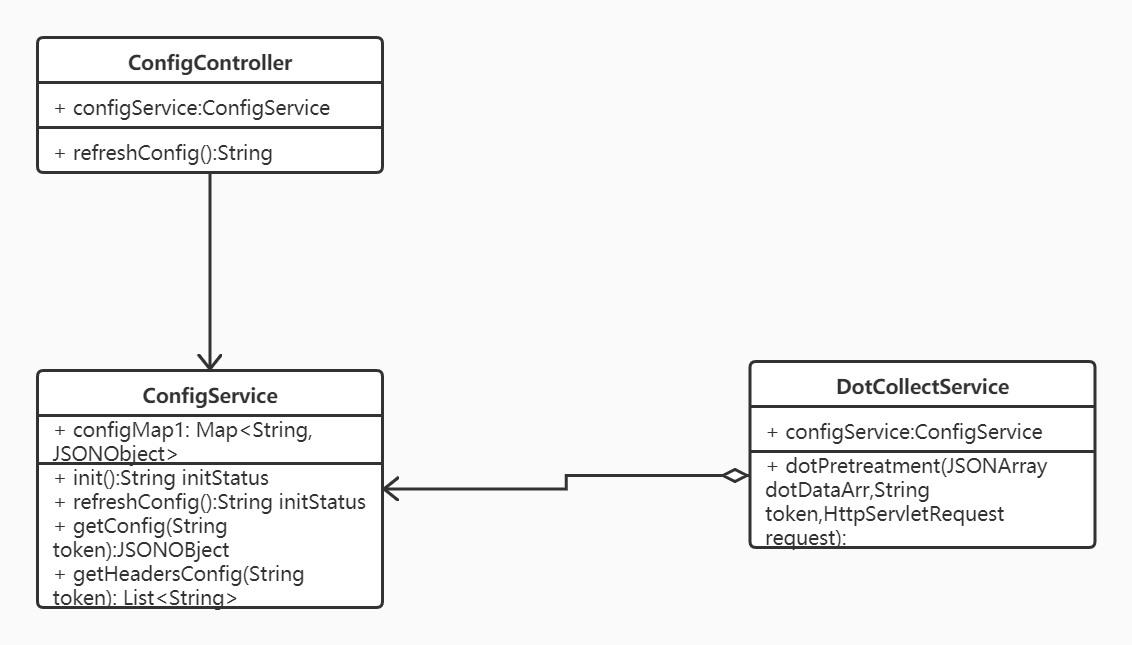 ConfigController
+ configService:ConfigService
+ refreshConfig():String
ConfigService
+ configMap1: Map<String,
JSONObject>
+ init():String initStatus
+ refreshConfig():String initStatus
+ getConfig(String
token):JSONOBject
+ getHeadersConfig(String
token): List<String>
DotCollectService
+ configService:ConfigService
+ dotPretreatment(JSONArray
dotDataArr,String
token,HttpServletRequest
request):